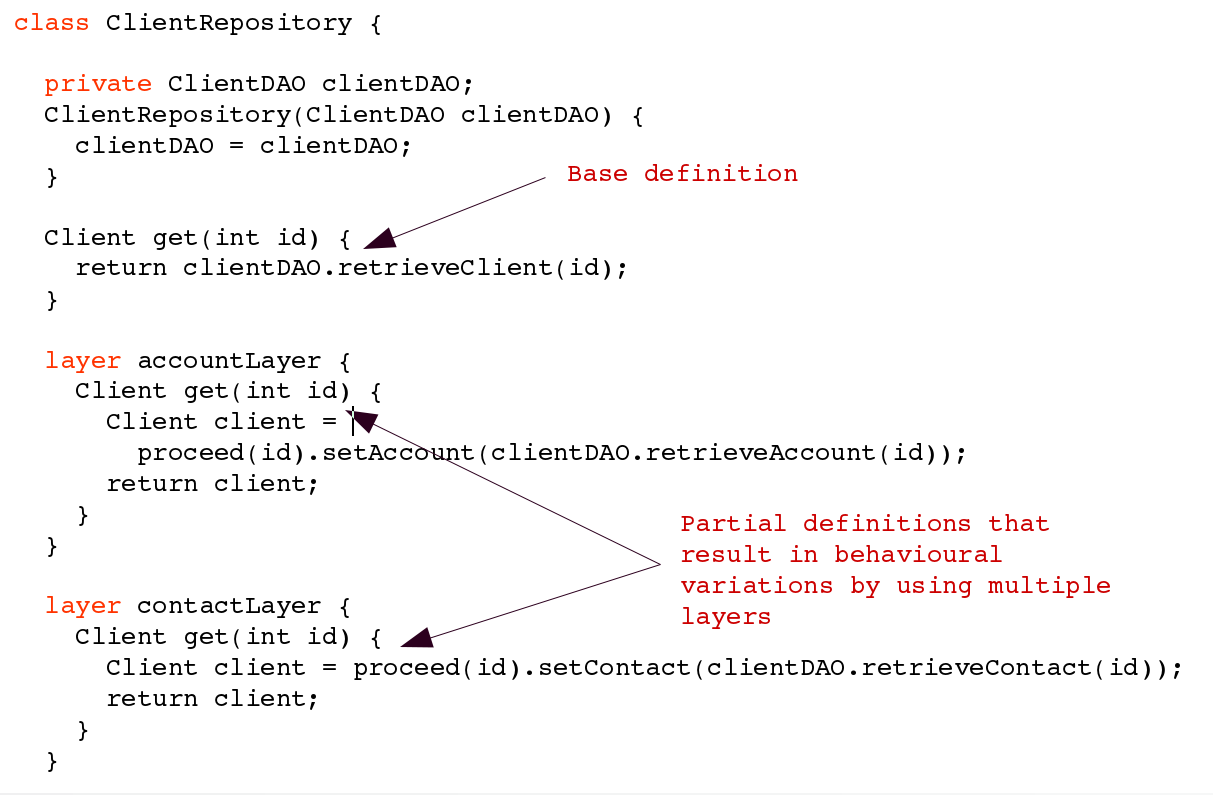 class ClientRepository {
private ClientDAO clientDAO;
ClientRepository(ClientDAO clientDAO) {
clientDAO = clientDAO;
}
Base definition
Client get(int id) {
return clientDAO.retrieveClient(id);
}
layer accountLayer {
Client get(int id) {
Client client =
proceed(id).setAccount(clientDAO.retrieveAccount(id));
return client;
}
}
Partial definitions that
result in behavioural
variations by using multiple
layers
layer contactLayer {
Client get(int id) {
Client client = proceed(id).setContact(clientDAO.retrieveContact(id));
return client;
}
}